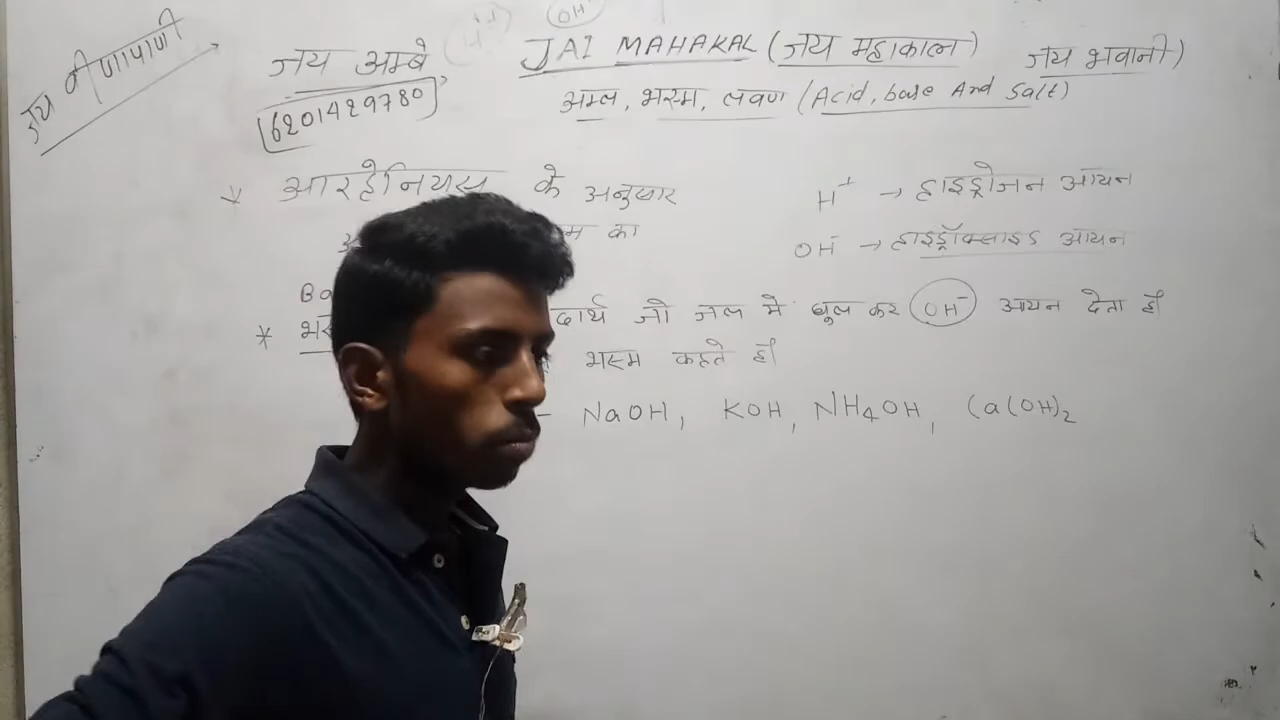 H+ OH-
जय वीणापाणी
जय अम्बे
JAI MAHAKAL (जय महाकाल) जय भवानी)
6201429780
अम्ल, भस्म, लवण (Acid, base And Salt)
* आरहेनियस के अनुसार
H+ → हाइड्रोजन आयन
का
OH- → हाइड्रॉक्साइड आयन
* जो जल में घुल कर OH- आयन देता हैं
भस्म कहते हैं
- NaOH, KOH, NH4OH, Ca(OH)2